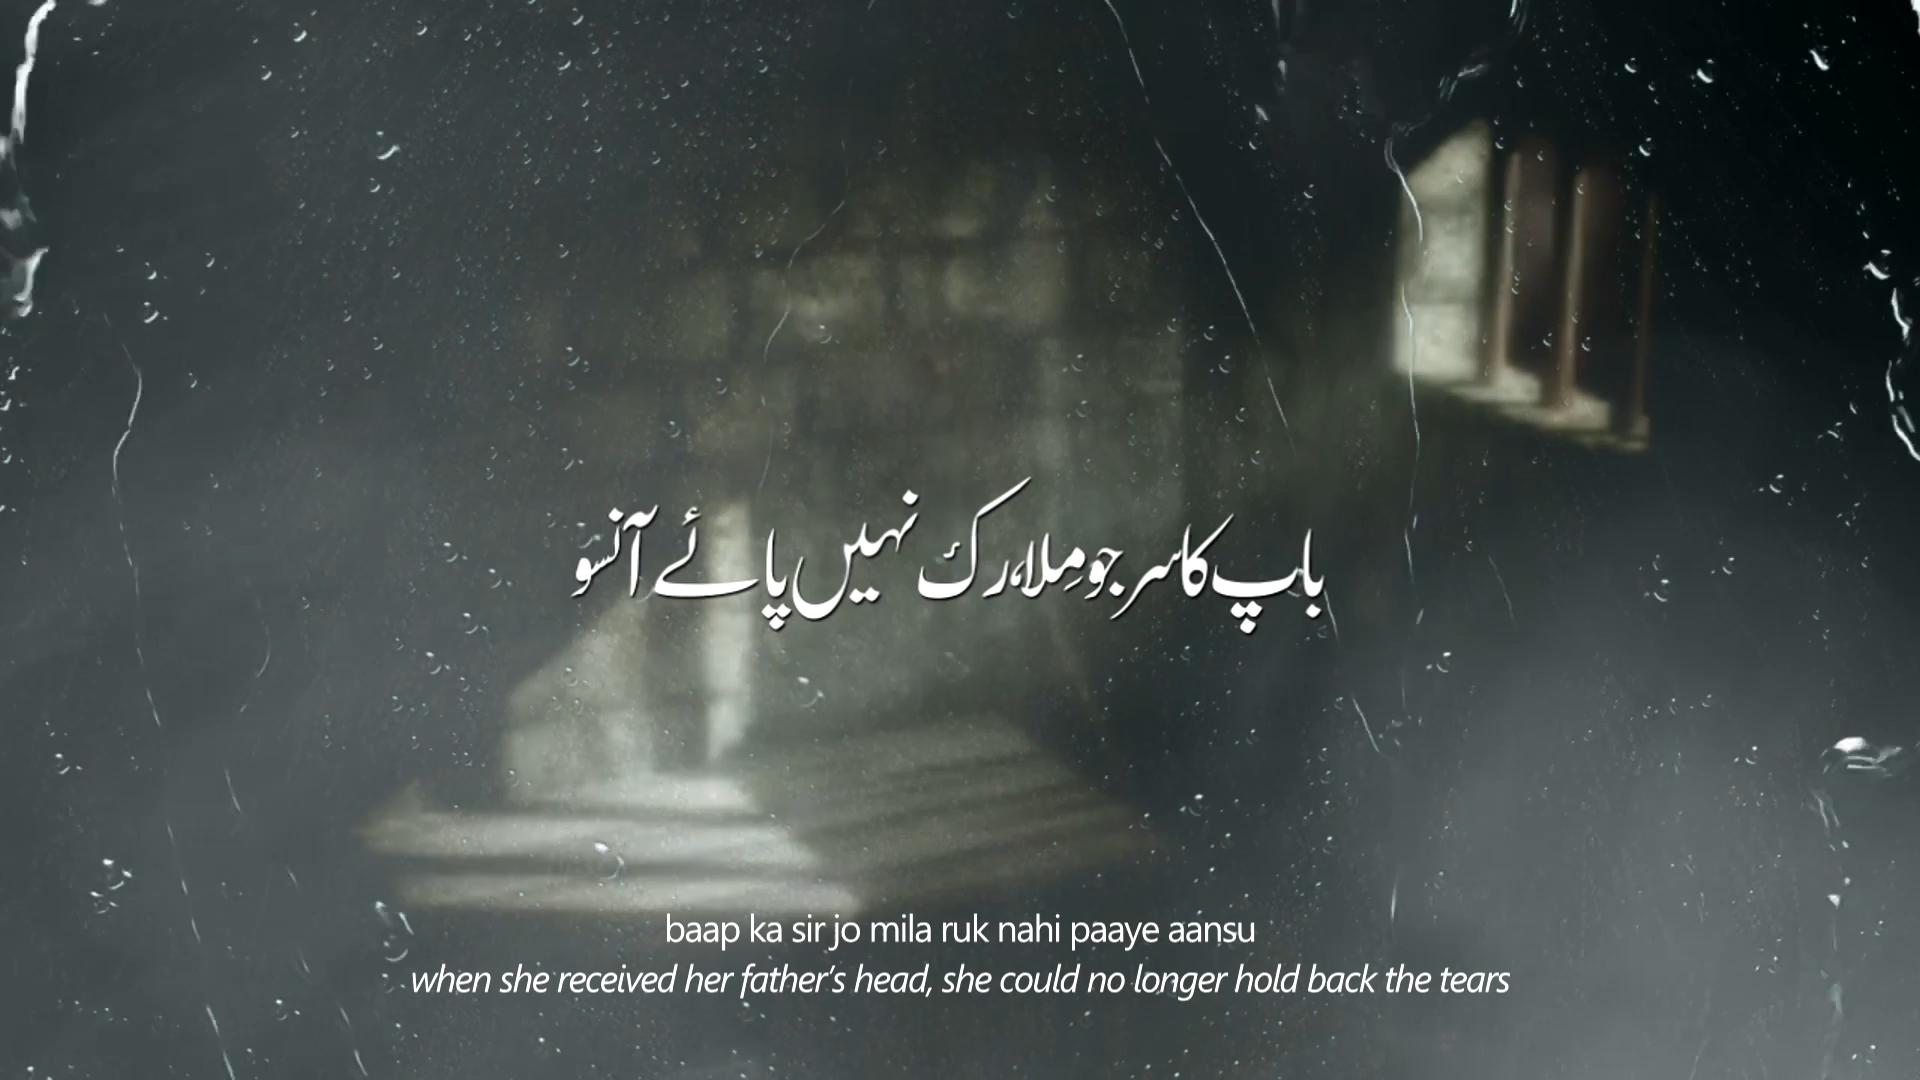 باپ کا سر جو مِلا، رک نہیں پائے آنسو
baap ka sir jo mila ruk nahi paaye aansu
when she received her father's head, she could no longer hold back the tears